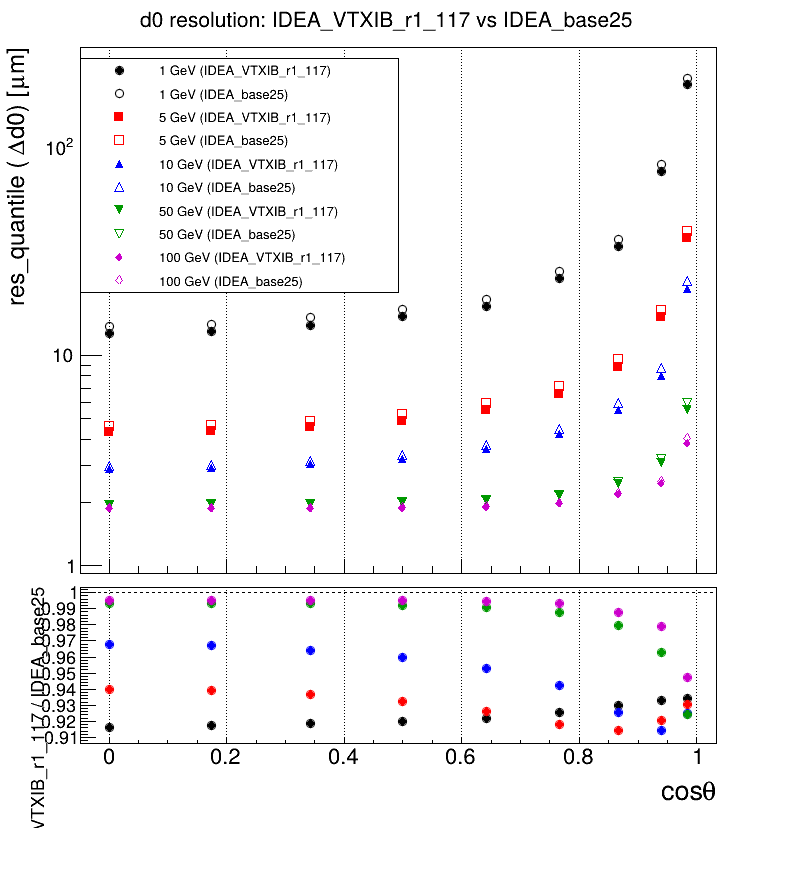 d0 resolution: IDEA_VTXIB_r1_117 vs IDEA_base25
res_quantile ( Δd0) [μm]
1 GeV (IDEA_VTXIB_r1_117)
1 GeV (IDEA_base25)
5 GeV (IDEA_VTXIB_r1_117)
5 GeV (IDEA_base25)
10 GeV (IDEA_VTXIB_r1_117)
10 GeV (IDEA_base25)
50 GeV (IDEA_VTXIB_r1_117)
50 GeV (IDEA_base25)
100 GeV (IDEA_VTXIB_r1_117)
100 GeV (IDEA_base25)
10²
10
1
VTXIB_r1_117 / IDEA_base25
1
0.99
0.98
0.97
0.96
0.95
0.94
0.93
0.92
0.91
0 0.2 0.4 0.6 0.8 1
cosθ